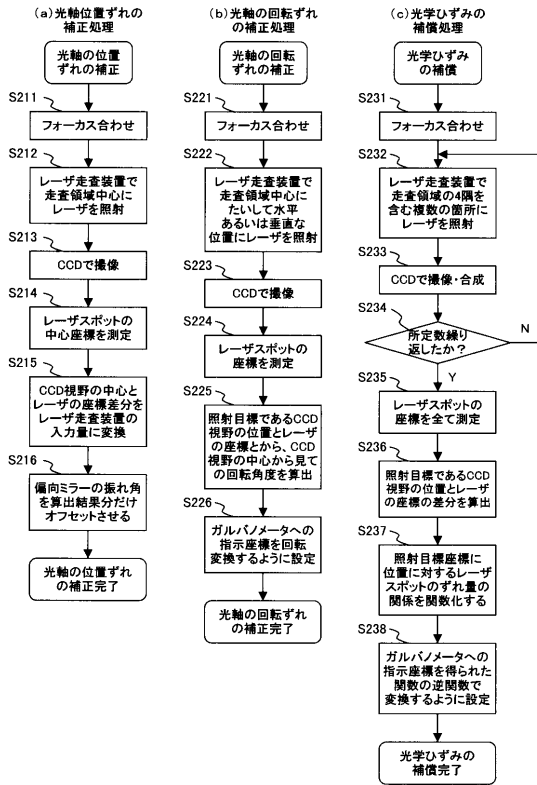 (a)光軸位置ずれの
補正処理
光軸の位置
ずれの補正
S211
フォーカス合わせ
S212
レーザ走査装置で
走査領域中心に
レーザを照射
S213
CCDで撮像
S214
レーザスポットの
中心座標を測定
S215
CCD視野の中心と
レーザの座標差分を
レーザ走査装置の
入力量に変換
S216
偏向ミラーの振れ角
を算出結果分だけ
オフセットさせる
光軸の位置ずれ
の補正完了
(b)光軸の回転ずれ
の補正処理
光軸の回転
ずれの補正
S221
フォーカス合わせ
S222
レーザ走査装置で
走査領域中心に
たいして水平
あるいは垂直な
位置にレーザを照射
S223
CCDで撮像
S224
レーザスポットの
座標を測定
S225
照射目標であるCCD
視野の位置とレーザ
の座標とから、CCD
視野の中心から見て
の回転角度を算出
S226
ガルバノメータへの
指示座標を回転
変換するように設定
光軸の回転ずれ
の補正完了
(c)光学ひずみの
補償処理
光学ひずみ
の補償
S231
フォーカス合わせ
S232
レーザ走査装置で
走査領域の4隅を
含む複数の箇所に
レーザを照射
S233
CCDで撮像・合成
S234
所定数繰り
返したか？
N
Y
S235
レーザスポットの
座標を全て測定
S236
照射目標であるCCD
視野の位置とレーザ
の座標の差分を算出
S237
照射目標座標に
位置に対するレーザ
スポットのずれ量の
関係を関数化する
S238
ガルバノメータへの
指示座標を得られた
関数の逆関数で
変換するように設定
光学ひずみの
補償完了